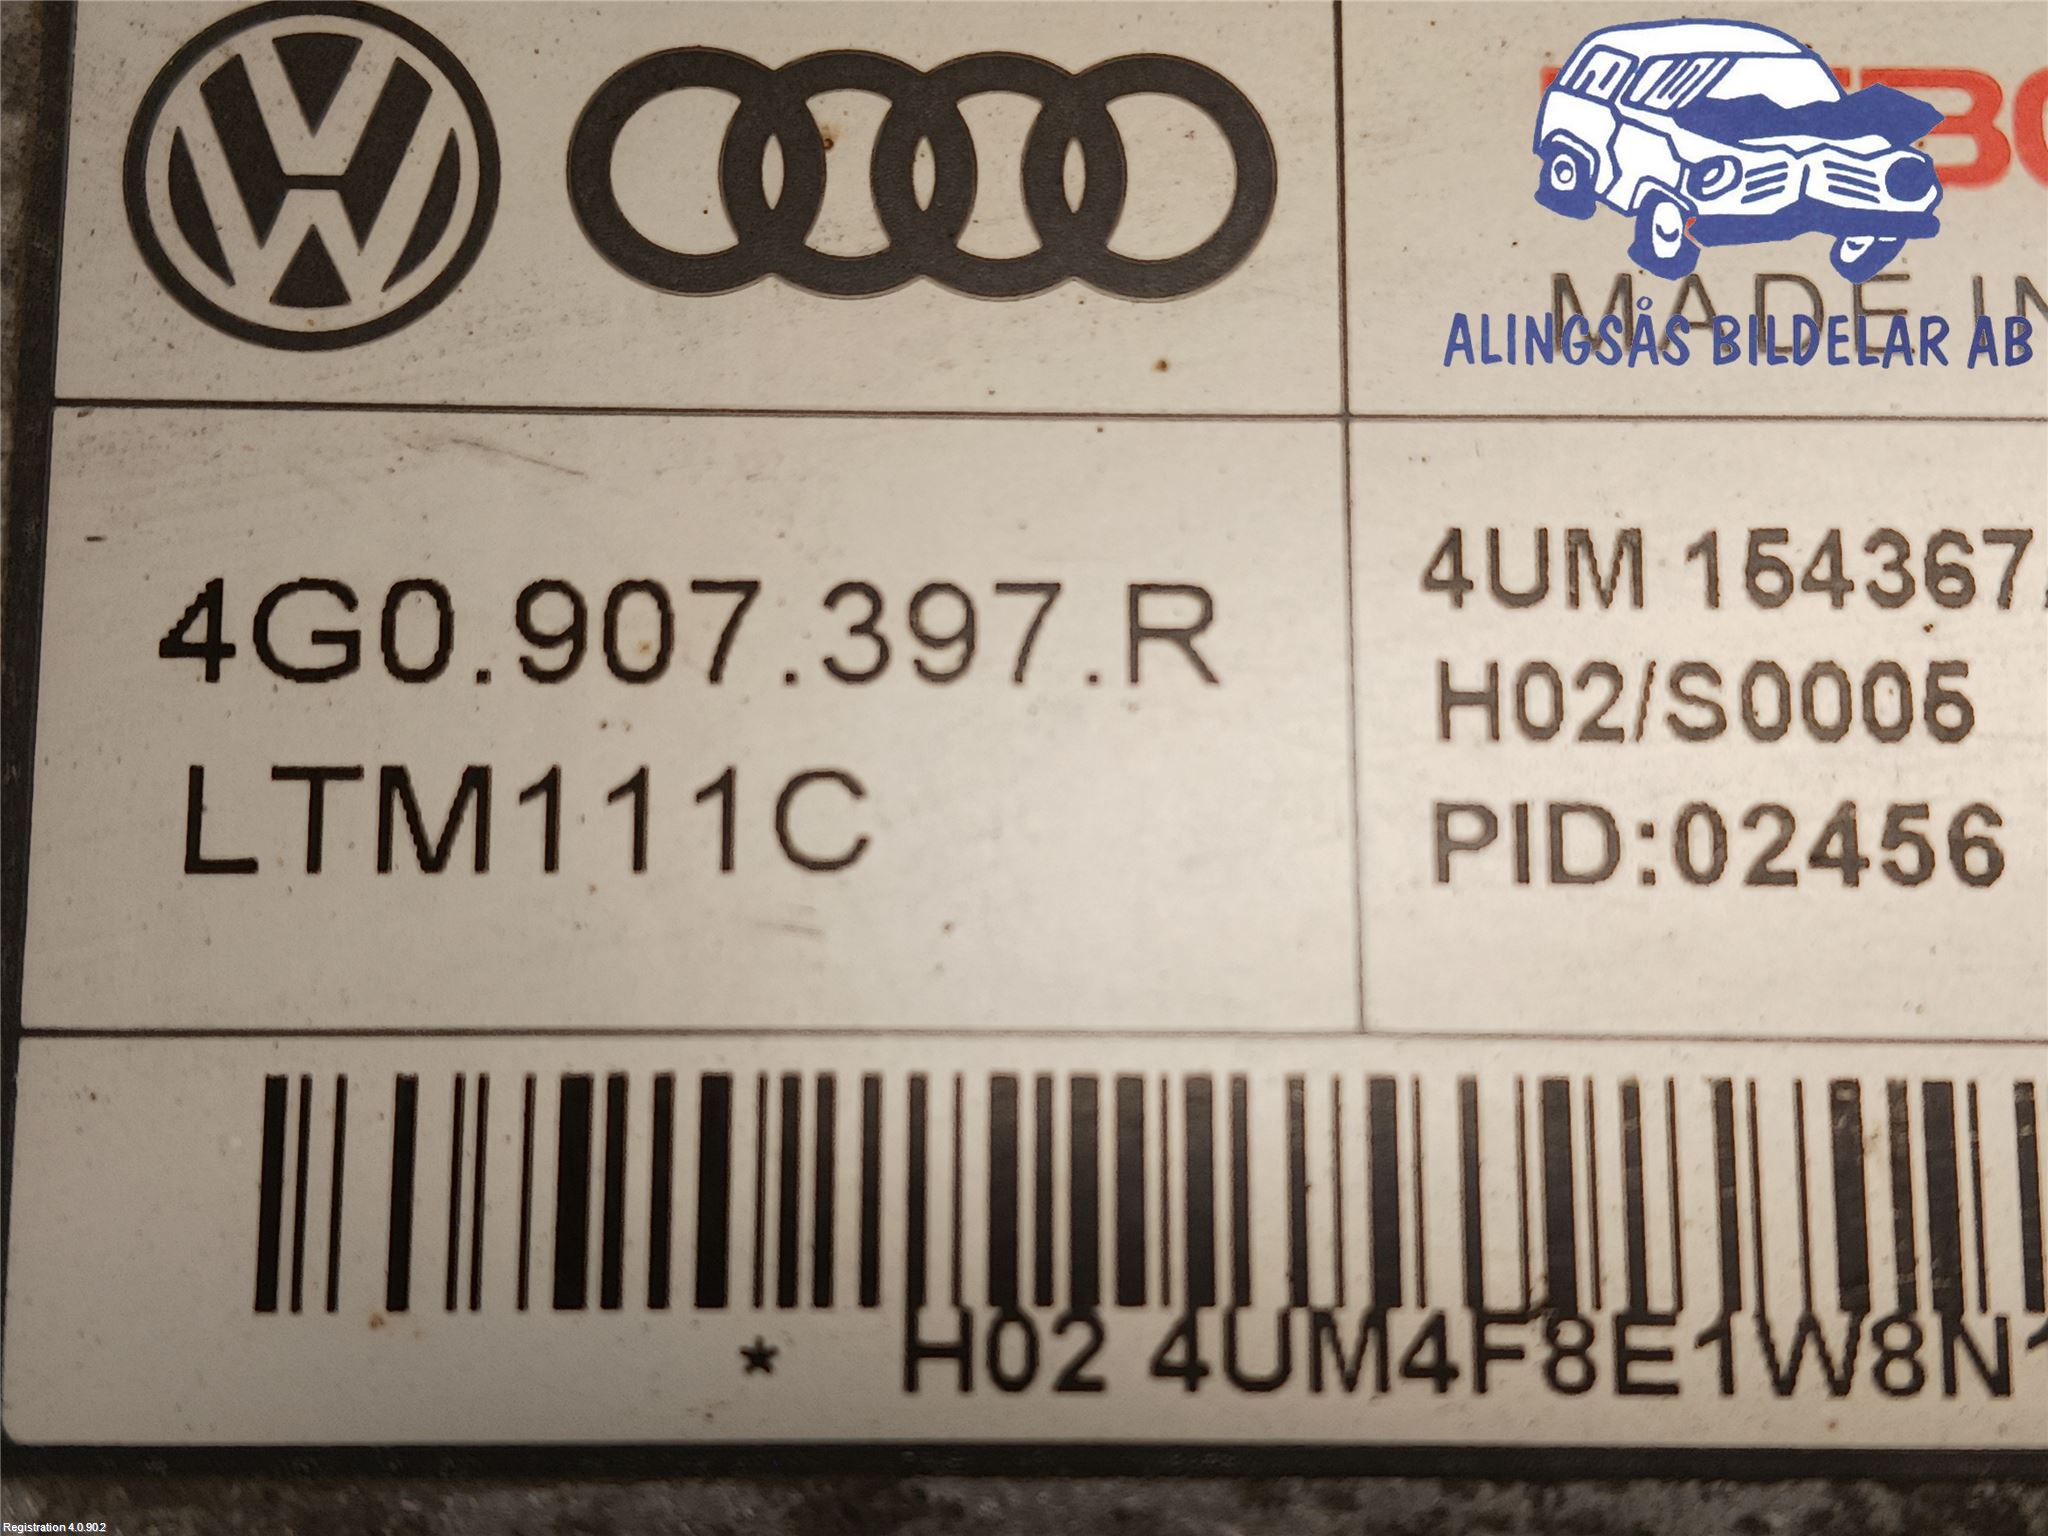 MADE IN
ALINGSÅS BILDELAR AB
4G0.907.397.R
LTM111C
4UM 154367
H02/S0005
PID:02456
* H02 4UM4F8E1W8N1
Registration 4.0.902